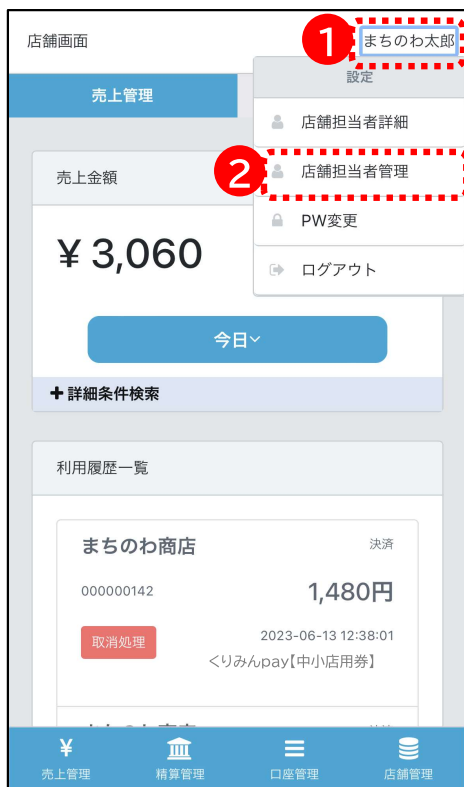 店舗画面
1
まちのわ太郎
設定
売上管理
店舗担当者詳細
2
店舗担当者管理
PW変更
ログアウト
売上金額
¥ 3,060
今日
詳細条件検索
利用履歴一覧
まちのわ商店
決済
000000142
1,480円
取消処理
2023-06-13 12:38:01
くりみんpay【中小店用券】
¥
売上管理
精算管理
口座管理
店舗管理